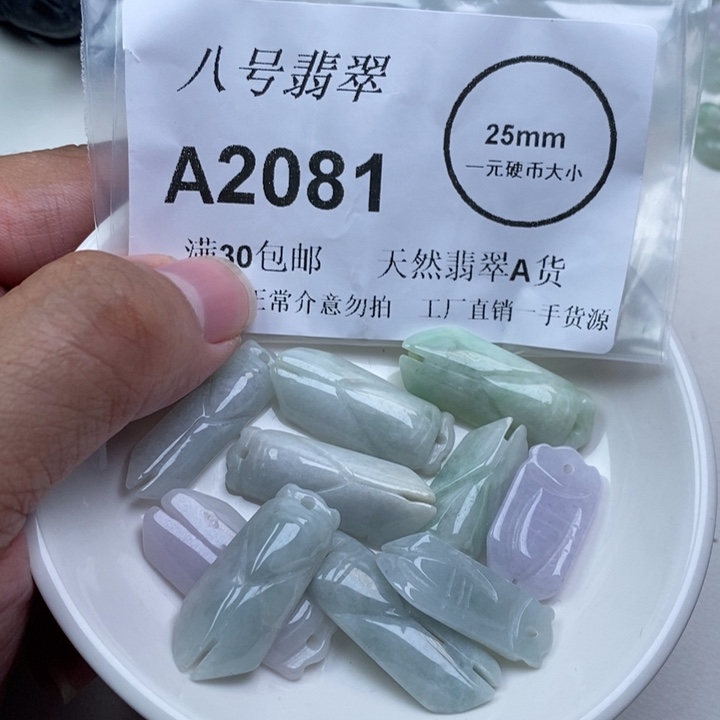 八号翡翠
A2081
25mm
一元硬币大小
满30包邮 天然翡翠A货
正常介意勿拍 工厂直销一手货源